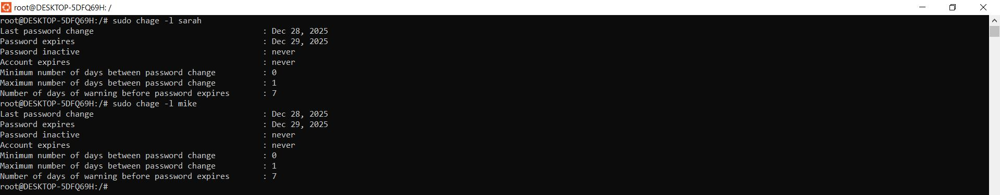 root@DESKTOP-5DFQ69H: /
root@DESKTOP-5DFQ69H:/# sudo chage -l sarah
Last password change : Dec 28, 2025
Password expires : Dec 29, 2025
Password inactive : never
Account expires : never
Minimum number of days between password change : 0
Maximum number of days between password change : 1
Number of days of warning before password expires : 7
root@DESKTOP-5DFQ69H:/# sudo chage -l mike
Last password change : Dec 28, 2025
Password expires : Dec 29, 2025
Password inactive : never
Account expires : never
Minimum number of days between password change : 0
Maximum number of days between password change : 1
Number of days of warning before password expires : 7
root@DESKTOP-5DFQ69H:/#